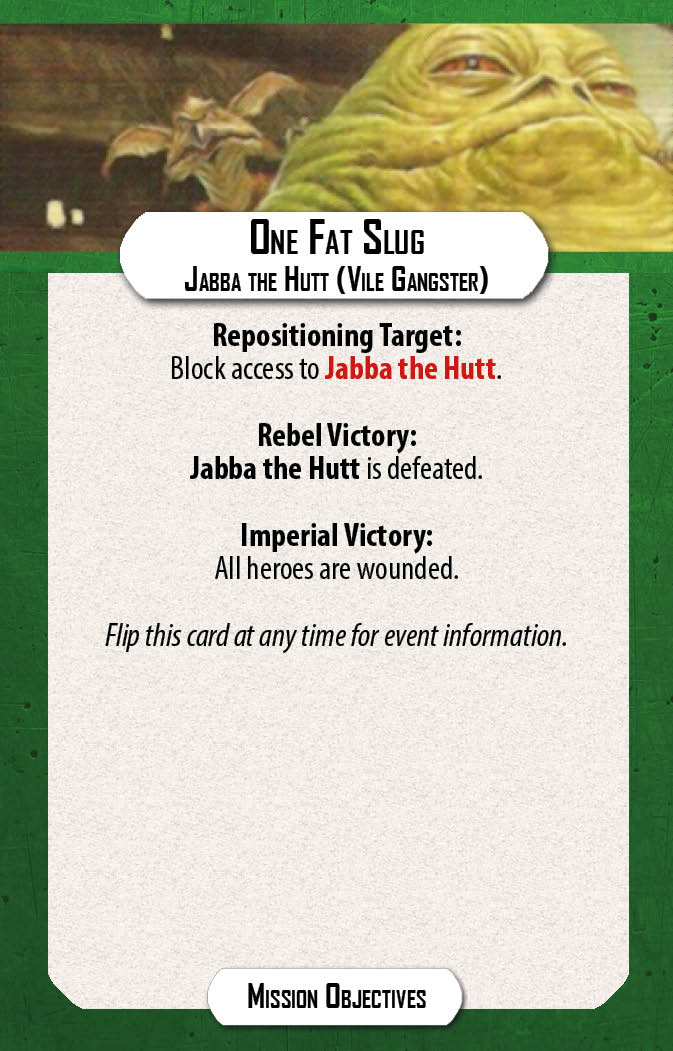 One Fat Slug
Jabba the Hutt (Vile Gangster)
Repositioning Target:
Block access to Jabba the Hutt.
Rebel Victory:
Jabba the Hutt is defeated.
Imperial Victory:
All heroes are wounded.
Flip this card at any time for event information.
Mission Objectives